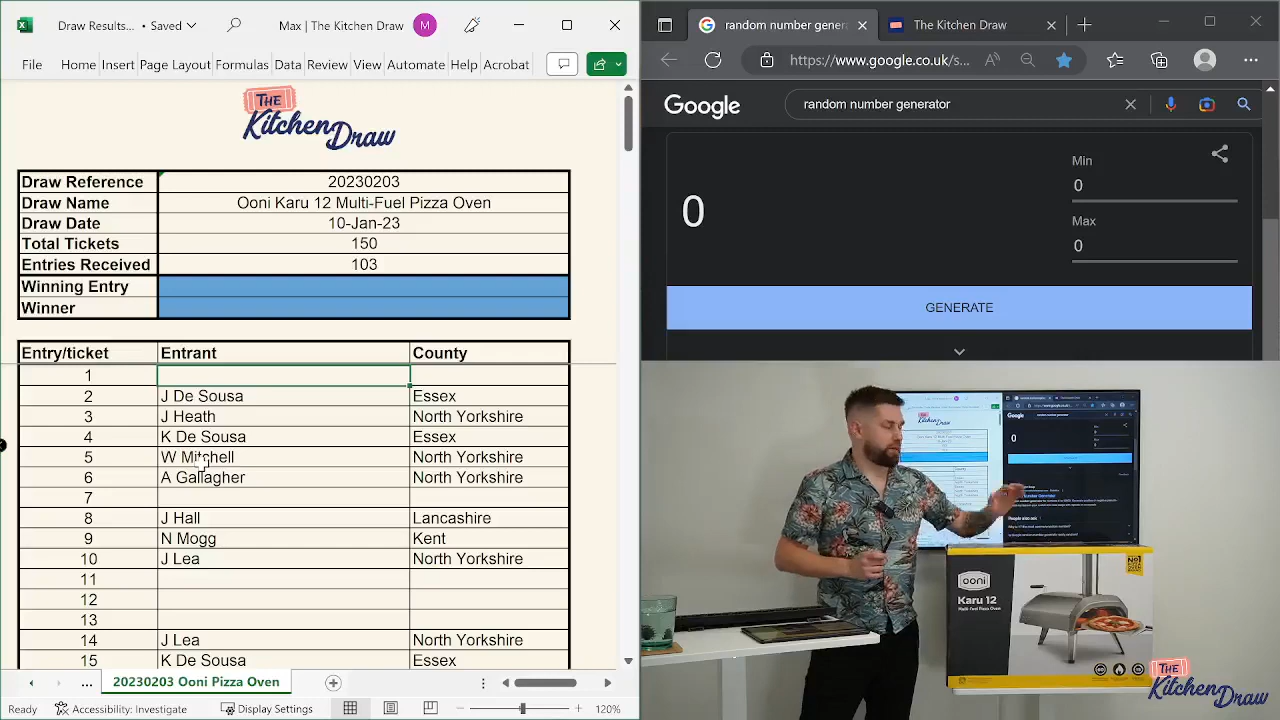 Draw Results... • Saved
Max | The Kitchen Draw
M
File Home Insert Page Layout Formulas Data Review View Automate Help Acrobat
THE
Kitchen Draw
Draw Reference 20230203
Draw Name Ooni Karu 12 Multi-Fuel Pizza Oven
Draw Date 10-Jan-23
Total Tickets 150
Entries Received 103
Winning Entry
Winner
Entry/ticket Entrant County
1
2 J De Sousa Essex
3 J Heath North Yorkshire
4 K De Sousa Essex
5 W Mitchell North Yorkshire
6 A Gallagher North Yorkshire
7
8 J Hall Lancashire
9 N Mogg Kent
10 J Lea North Yorkshire
11
12
13
14 J Lea North Yorkshire
15 K De Sousa Essex
... 20230203 Ooni Pizza Oven
Ready Accessibility: Investigate Display Settings 120%
random number genera
The Kitchen Draw
https://www.google.co.uk/s...
Google random number generator
0
Min
0
Max
0
GENERATE
ooni
Karu 12
Multi-Fuel Pizza Oven
THE
Kitchen Draw